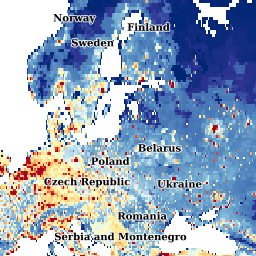 Norway
Finland
Sweden
Belarus
Poland
Czech Republic
Ukraine
Romania
Serbia and Montenegro